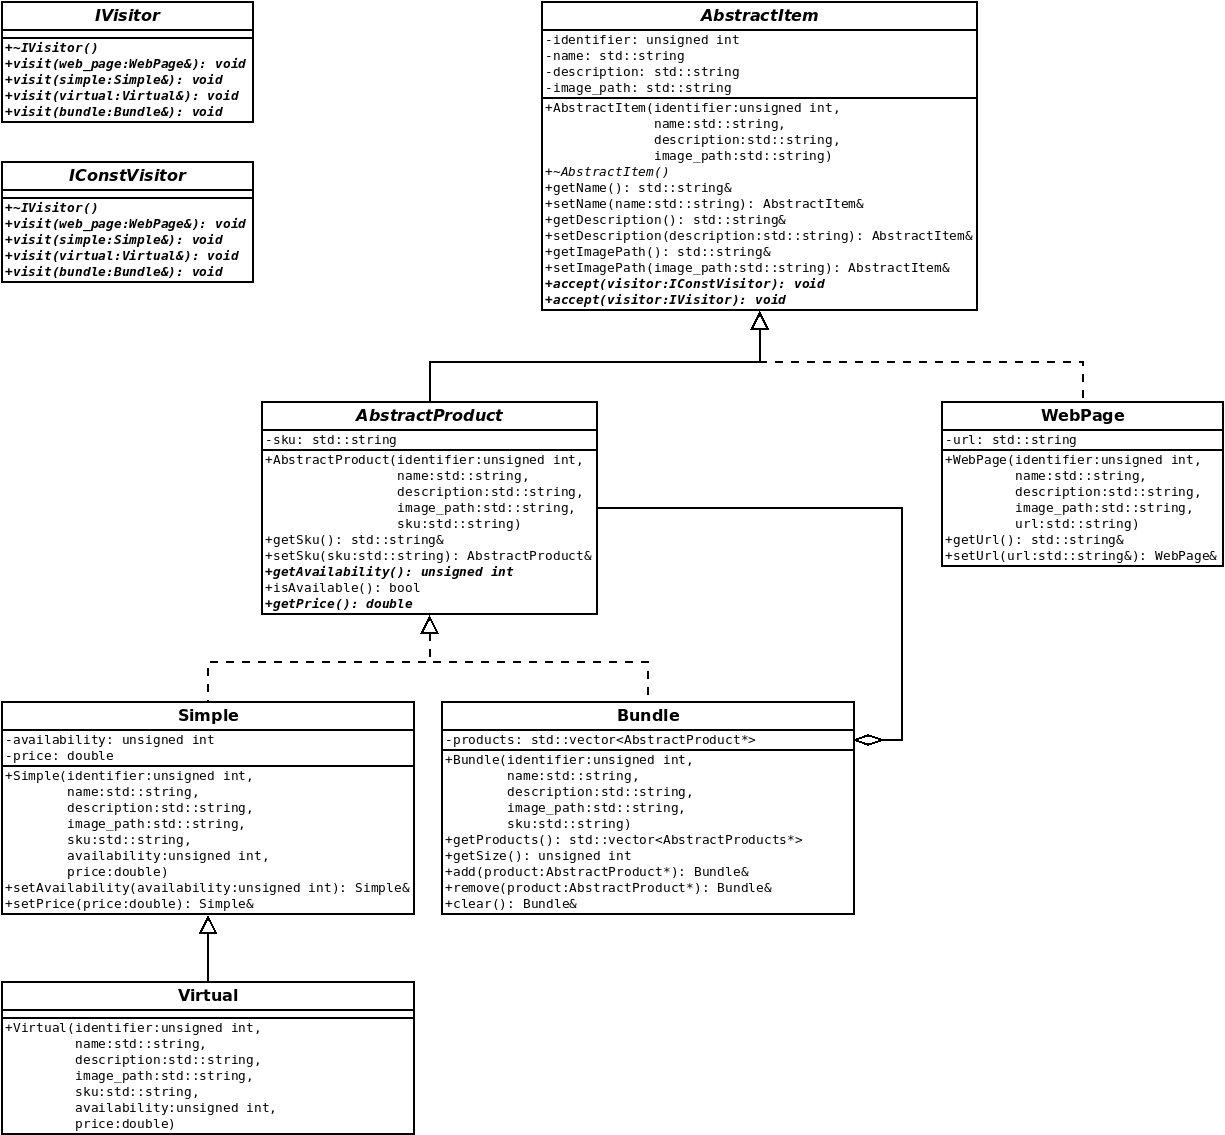 IVisitor
+~IVisitor()
+visit(web_page:WebPage&): void
+visit(simple:Simple&): void
+visit(virtual:Virtual&): void
+visit(bundle:Bundle&): void
IConstVisitor
+~IVisitor()
+visit(web_page:WebPage&): void
+visit(simple:Simple&): void
+visit(virtual:Virtual&): void
+visit(bundle:Bundle&): void
AbstractItem
-identifier: unsigned int
-name: std::string
-description: std::string
-image_path: std::string
+AbstractItem(identifier:unsigned int,
name:std::string,
description:std::string,
image_path:std::string)
+~AbstractItem()
+getName(): std::string&
+setName(name:std::string): AbstractItem&
+getDescription(): std::string&
+setDescription(description:std::string): AbstractItem&
+getImagePath(): std::string&
+setImagePath(image_path:std::string): AbstractItem&
+accept(visitor:IConstVisitor): void
+accept(visitor:IVisitor): void
AbstractProduct
-sku: std::string
+AbstractProduct(identifier:unsigned int,
name:std::string,
description:std::string,
image_path:std::string,
sku:std::string)
+getSku(): std::string&
+setSku(sku:std::string): AbstractProduct&
+getAvailability(): unsigned int
+isAvailable(): bool
+getPrice(): double
WebPage
-url: std::string
+WebPage(identifier:unsigned int,
name:std::string,
description:std::string,
image_path:std::string,
url:std::string)
+getUrl(): std::string&
+setUrl(url:std::string&): WebPage&
Simple
-availability: unsigned int
-price: double
+Simple(identifier:unsigned int,
name:std::string,
description:std::string,
image_path:std::string,
sku:std::string,
availability:unsigned int,
price:double)
+setAvailability(availability:unsigned int): Simple&
+setPrice(price:double): Simple&
Bundle
-products: std::vector<AbstractProduct*>
+Bundle(identifier:unsigned int,
name:std::string,
description:std::string,
image_path:std::string,
sku:std::string)
+getProducts(): std::vector<AbstractProducts*>
+getSize(): unsigned int
+add(product:AbstractProduct*): Bundle&
+remove(product:AbstractProduct*): Bundle&
+clear(): Bundle&
Virtual
+Virtual(identifier:unsigned int,
name:std::string,
description:std::string,
image_path:std::string,
sku:std::string,
availability:unsigned int,
price:double)